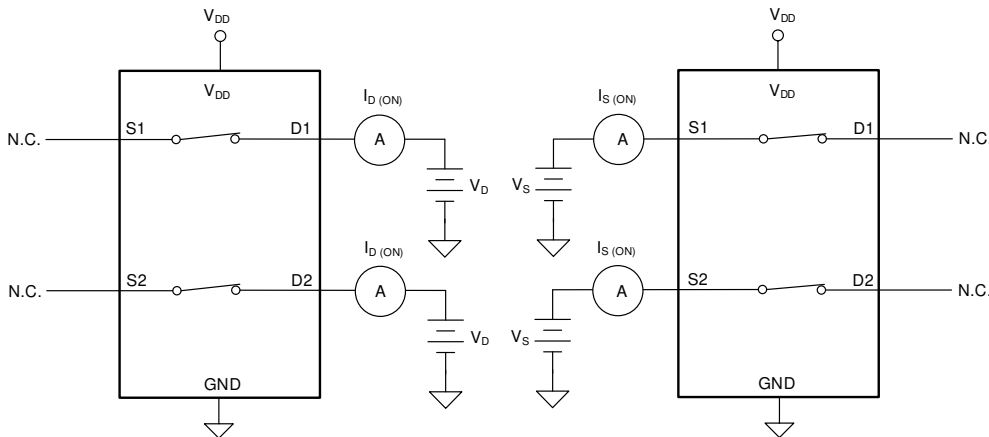 VDD
VDD
ID (ON)
N.C.
S1
D1
A
VD
ID (ON)
N.C.
S2
D2
A
VD
GND
VDD
VDD
IS (ON)
A
S1
D1
N.C.
VS
IS (ON)
A
S2
D2
N.C.
VS
GND